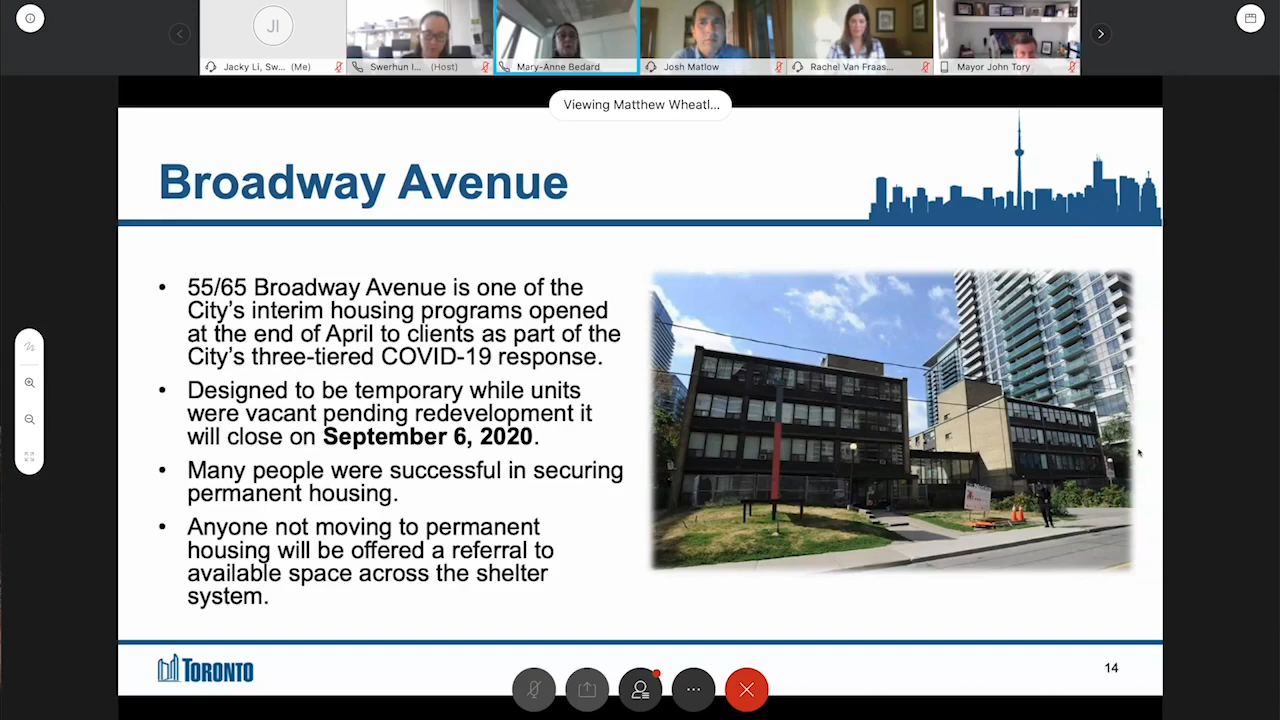 JI
Jacky Li, Sw... (Me)
Swerhun I... (Host)
Mary-Anne Bedard
Josh Matlow
Rachel Van Fraas...
Mayor John Tory
Viewing Matthew Wheatl...
Broadway Avenue
• 55/65 Broadway Avenue is one of the
City's interim housing programs opened
at the end of April to clients as part of the
City's three-tiered COVID-19 response.
• Designed to be temporary while units
were vacant pending redevelopment it
will close on September 6, 2020.
• Many people were successful in securing
permanent housing.
• Anyone not moving to permanent
housing will be offered a referral to
available space across the shelter
system.
TORONTO
14